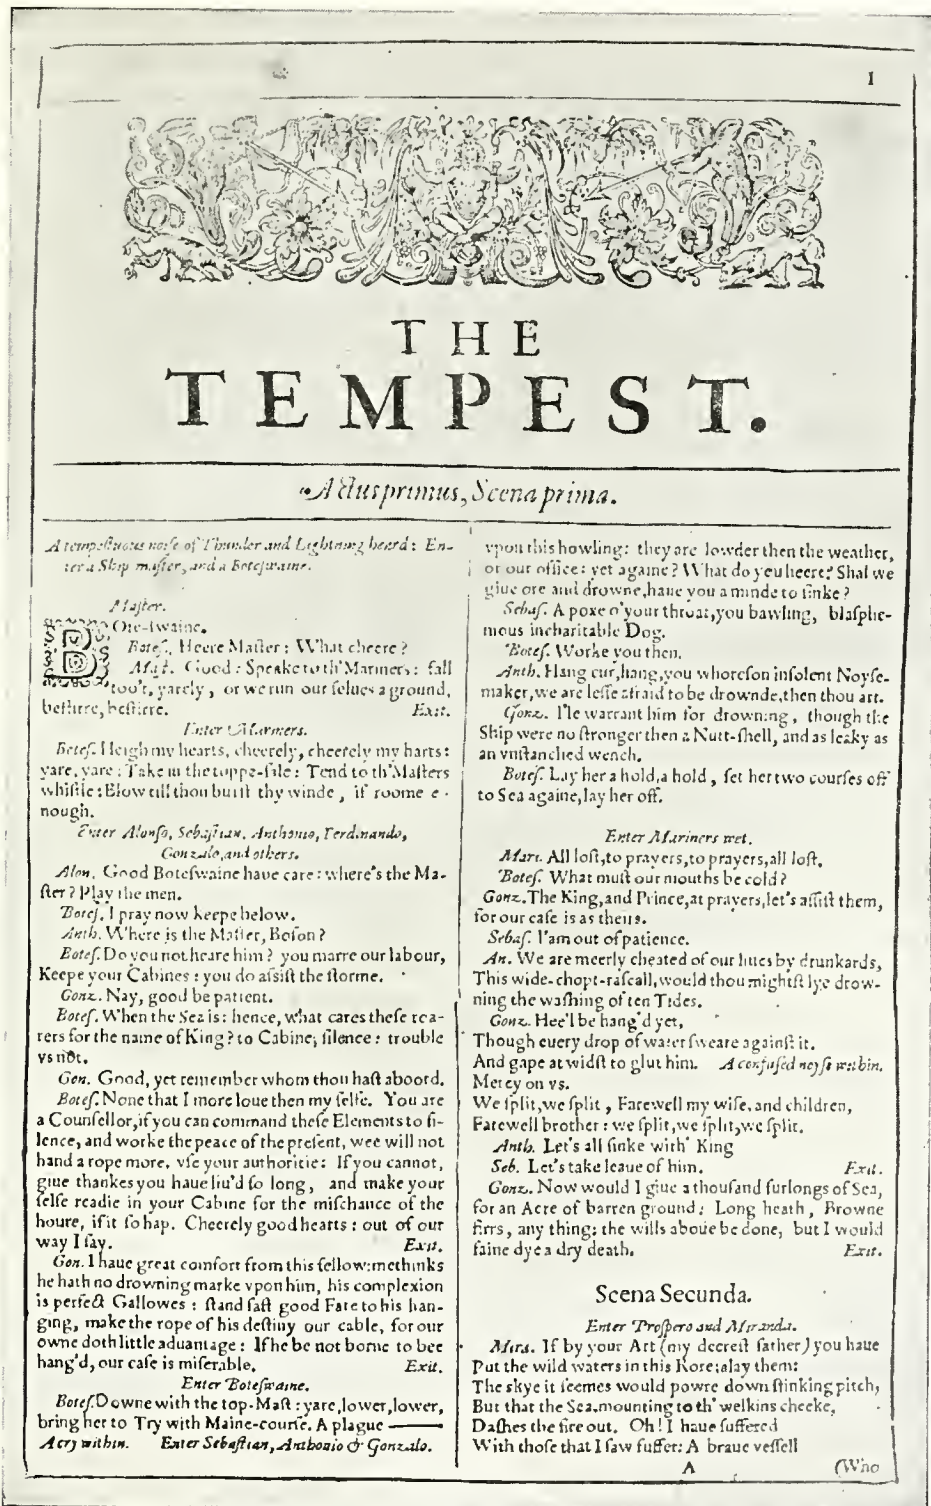 1
THE
TEMPEST.
Actus primus, Scena prima.
A tempestuous noise of Thunder and Lightning heard: En-
ter a Ship master, and a Boteswaine.
Master.
BOte-swaine.
Botes. Heere Master: What cheere?
Mast. Good: Speake to th'Mariners: fall
too't, yarely, or we run our selues a ground,
bestirre, bestirre. Exit.
Enter Mariners.
Botes. Heigh my hearts, cheerely, cheerely my harts:
yare, yare: Take in the toppe-sale: Tend to th'Masters
whistle: Blow till thou burst thy winde, if roome e-
nough.
Enter Alonso, Sebastian, Anthonio, Ferdinando,
Gonzalo, and others.
Alon. Good Boteswaine haue care: where's the Ma-
ster? Play the men.
Botes. I pray now keepe below.
Anth. Where is the Master, Boson?
Botes. Do you not heare him? you marre our labour,
Keepe your Cabines: you do assist the storme.
Gonz. Nay, good be patient.
Botes. When the Sea is: hence, what cares these roa-
rers for the name of King? to Cabine; silence: trouble
vs not.
Gon. Good, yet remember whom thou hast aboord.
Botes. None that I more loue then my selfe. You are
a Counsellor, if you can command these Elements to si-
lence, and worke the peace of the present, wee will not
hand a rope more, vse your authoritie: If you cannot,
giue thankes you haue liu'd so long, and make your
selfe readie in your Cabine for the mischance of the
houre, if it so hap. Cheerely good hearts: out of our
way I say. Exit.
Gon. I haue great comfort from this fellow: methinks
he hath no drowning marke vpon him, his complexion
is perfect Gallowes: stand fast good Fate to his han-
ging, make the rope of his destiny our cable, for our
owne doth little aduantage: If he be not borne to bee
hang'd, our case is miserable. Exit.
Enter Boteswaine.
Botes. Downe with the top-Mast: yare, lower, lower,
bring her to Try with Maine-course. A plague ———
A cry within. Enter Sebastian, Anthonio & Gonzalo.
vpon this howling: they are lowder then the weather,
or our office: yet againe? What do you heere? Shal we
giue ore and drowne, haue you a minde to sinke?
Sebas. A poxe o'your throat, you bawling, blasphe-
mous incharitable Dog.
Botes. Worke you then.
Anth. Hang cur, hang, you whoreson insolent Noyse-
maker, we are lesse afraid to be drownde, then thou art.
Gonz. I'le warrant him for drowning, though the
Ship were no stronger then a Nutt-shell, and as leaky as
an vnstanched wench.
Botes. Lay her a hold, a hold, set her two courses off
to Sea againe, lay her off.
Enter Mariners wet.
Mari. All lost, to prayers, to prayers, all lost.
Botes. What must our mouths be cold?
Gonz. The King, and Prince, at prayers, let's assist them,
for our case is as theirs.
Sebas. I'am out of patience.
An. We are meerly cheated of our liues by drunkards,
This wide-chopt-rascall, would thou mightst lye drow-
ning the washing of ten Tides.
Gonz. Hee'l be hang'd yet,
Though euery drop of water sweare against it.
And gape at widst to glut him. A confused noyse within.
Mercy on vs.
We split, we split, Farewell my wife, and children,
Farewell brother: we split, we split, we split.
Anth. Let's all sinke with' King
Seb. Let's take leaue of him. Exit.
Gonz. Now would I giue a thousand furlongs of Sea,
for an Acre of barren ground: Long heath, Browne
firrs, any thing; the wills aboue be done, but I would
faine dye a dry death. Exit.
Scena Secunda.
Enter Prospero and Miranda.
Mira. If by your Art (my deerest father) you haue
Put the wild waters in this Rore; alay them:
The skye it seemes would powre down stinking pitch,
But that the Sea, mounting to th' welkins cheeke,
Dashes the fire out. Oh! I haue suffered
With those that I saw suffer: A braue vessell
A (Who